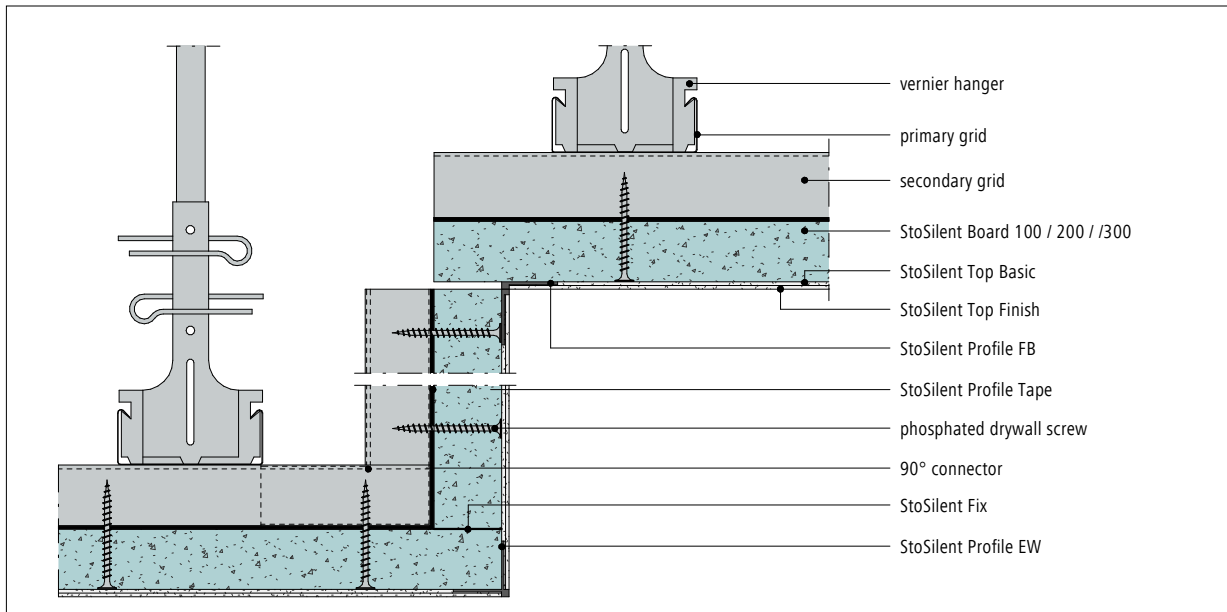 vernier hanger
primary grid
secondary grid
StoSilent Board 100 / 200 / /300
StoSilent Top Basic
StoSilent Top Finish
StoSilent Profile FB
StoSilent Profile Tape
phosphated drywall screw
90° connector
StoSilent Fix
StoSilent Profile EW